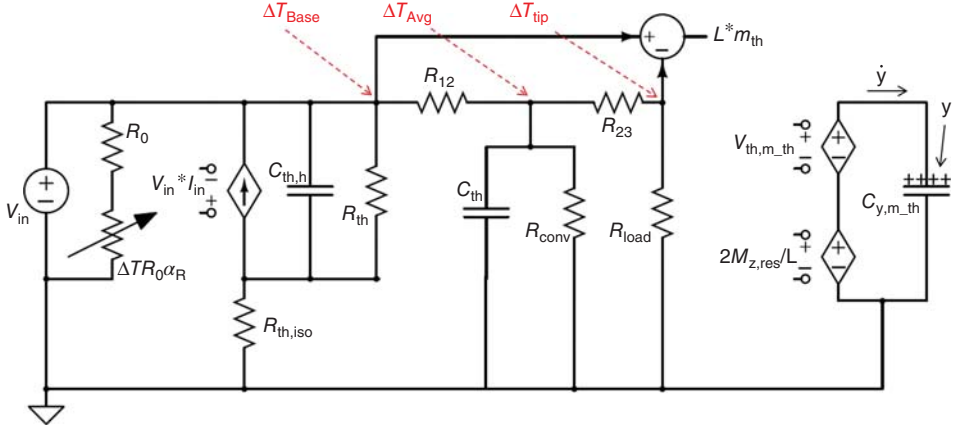 ΔT_Base
ΔT_Avg
ΔT_tip
+
−
L*m_th
R_12
R_23
ẏ
y
R_0
V_in*I_in
−
+
C_th,h
R_th
C_th
R_conv
R_load
V_th,m_th
+
−
+
−
++++
C_y,m_th
+
−
V_in
ΔTR_0α_R
R_th,iso
2M_z,res/L
+
−
+
−